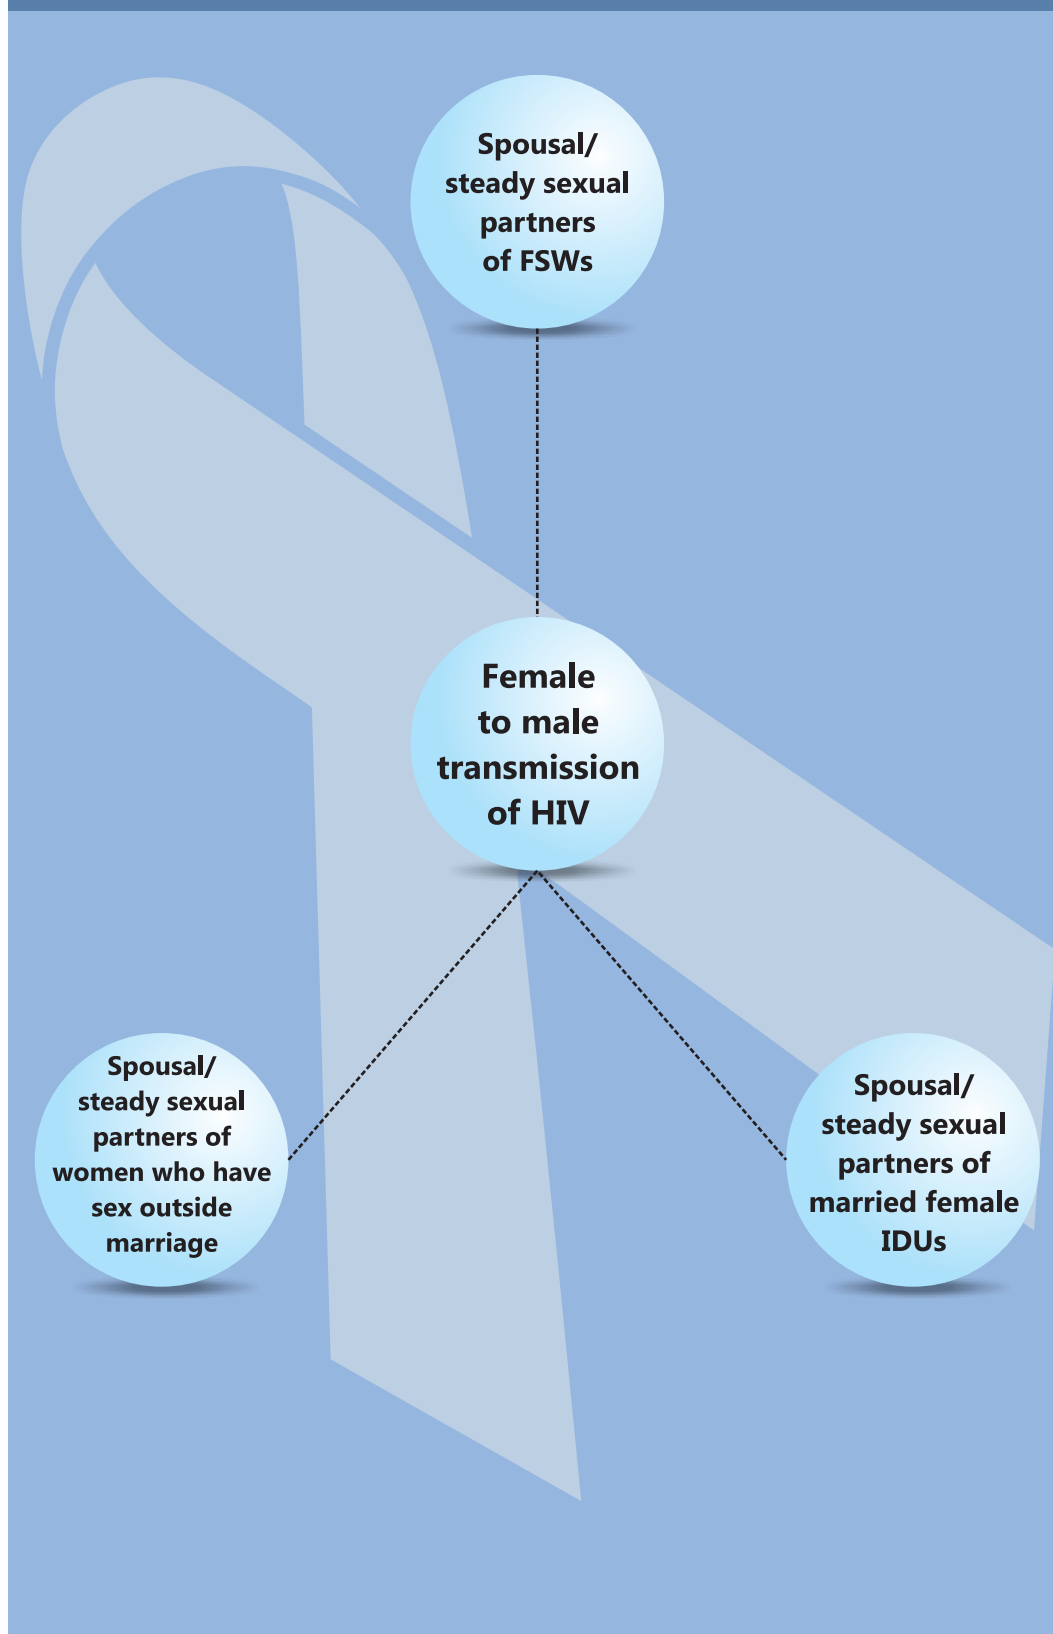 Spousal/
steady sexual
partners
of FSWs
Female
to male
transmission
of HIV
Spousal/
steady sexual
partners of
women who have
sex outside
marriage
Spousal/
steady sexual
partners of
married female
IDUs